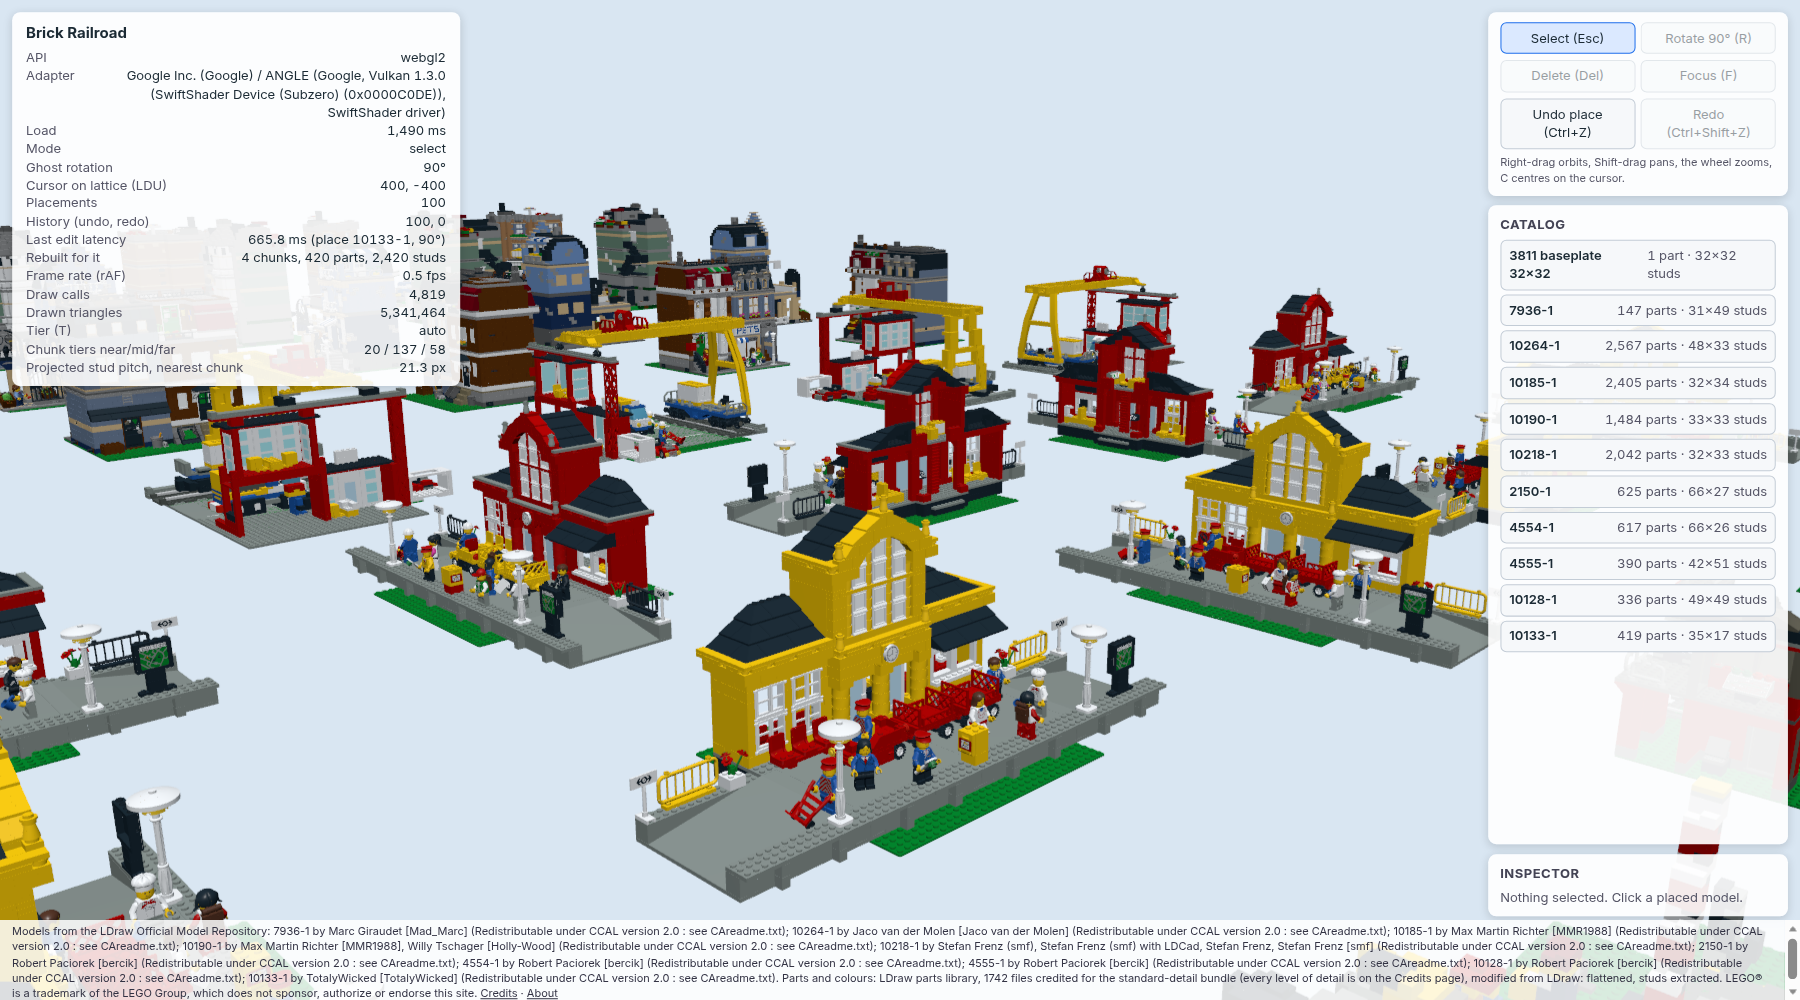 Brick Railroad
API webgl2
Adapter Google Inc. (Google) / ANGLE (Google, Vulkan 1.3.0
(SwiftShader Device (Subzero) (0x0000C0DE)),
SwiftShader driver)
Load 1,490 ms
Mode select
Ghost rotation 90°
Cursor on lattice (LDU) 400, -400
Placements 100
History (undo, redo) 100, 0
Last edit latency 665.8 ms (place 10133-1, 90°)
Rebuilt for it 4 chunks, 420 parts, 2,420 studs
Frame rate (rAF) 0.5 fps
Draw calls 4,819
Drawn triangles 5,341,464
Tier (T) auto
Chunk tiers near/mid/far 20 / 137 / 58
Projected stud pitch, nearest chunk 21.3 px
PETS
Select (Esc) Rotate 90° (R)
Delete (Del) Focus (F)
Undo place (Ctrl+Z) Redo (Ctrl+Shift+Z)
Right-drag orbits, Shift-drag pans, the wheel zooms,
C centres on the cursor.
CATALOG
3811 baseplate 32×32 1 part · 32×32 studs
7936-1 147 parts · 31×49 studs
10264-1 2,567 parts · 48×33 studs
10185-1 2,405 parts · 32×34 studs
10190-1 1,484 parts · 33×33 studs
10218-1 2,042 parts · 32×33 studs
2150-1 625 parts · 66×27 studs
4554-1 617 parts · 66×26 studs
4555-1 390 parts · 42×51 studs
10128-1 336 parts · 49×49 studs
10133-1 419 parts · 35×17 studs
INSPECTOR
Nothing selected. Click a placed model.
Models from the LDraw Official Model Repository: 7936-1 by Marc Giraudet [Mad_Marc] (Redistributable under CCAL version 2.0 : see CAreadme.txt); 10264-1 by Jaco van der Molen [Jaco van der Molen] (Redistributable under CCAL version 2.0 : see CAreadme.txt); 10185-1 by Max Martin Richter [MMR1988] (Redistributable under CCAL
version 2.0 : see CAreadme.txt); 10190-1 by Max Martin Richter [MMR1988], Willy Tschager [Holly-Wood] (Redistributable under CCAL version 2.0 : see CAreadme.txt); 10218-1 by Stefan Frenz (smf), Stefan Frenz (smf) with LDCad, Stefan Frenz, Stefan Frenz [smf] (Redistributable under CCAL version 2.0 : see CAreadme.txt); 2150-1 by
Robert Paciorek [bercik] (Redistributable under CCAL version 2.0 : see CAreadme.txt); 4554-1 by Robert Paciorek [bercik] (Redistributable under CCAL version 2.0 : see CAreadme.txt); 4555-1 by Robert Paciorek [bercik] (Redistributable under CCAL version 2.0 : see CAreadme.txt); 10128-1 by Robert Paciorek [bercik] (Redistributable
under CCAL version 2.0 : see CAreadme.txt); 10133-1 by TotalyWicked [TotalyWicked] (Redistributable under CCAL version 2.0 : see CAreadme.txt). Parts and colours: LDraw parts library, 1742 files credited for the standard-detail bundle (every level of detail is on the Credits page), modified from LDraw: flattened, studs extracted. LEGO®
is a trademark of the LEGO Group, which does not sponsor, authorize or endorse this site. Credits · About